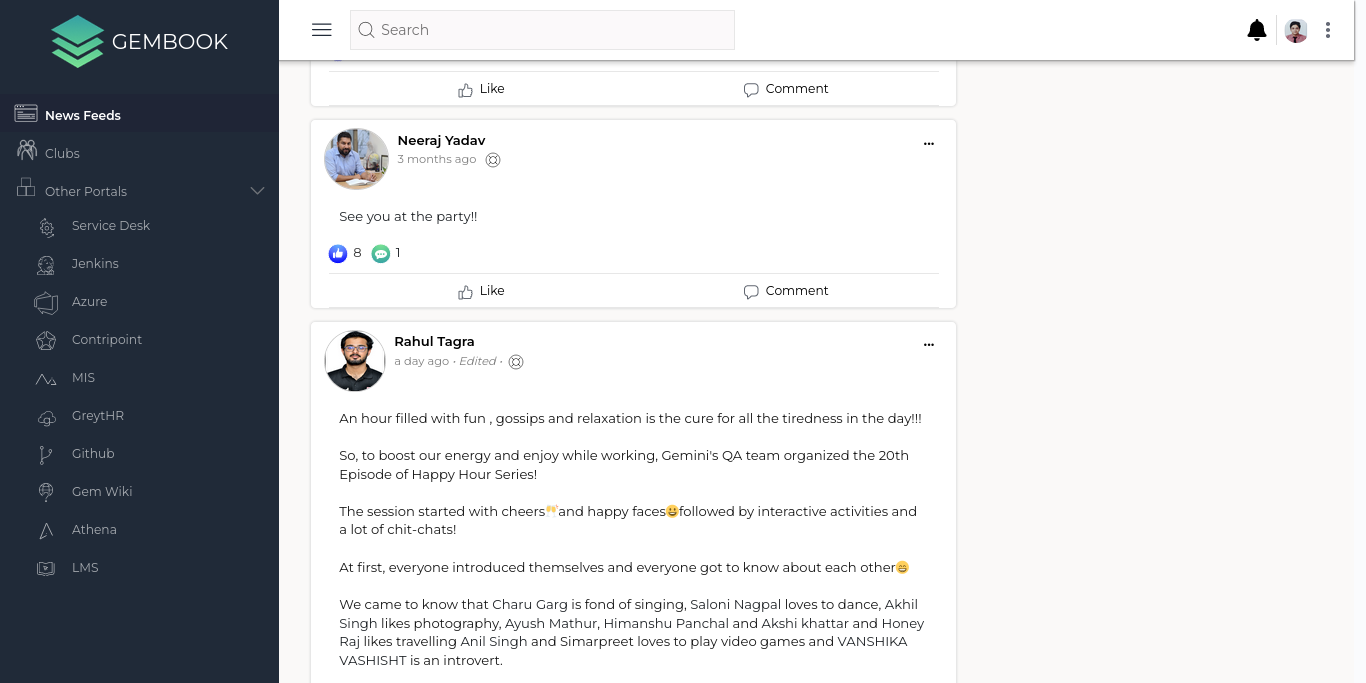 GEMBOOK
Search
News Feeds
Clubs
Other Portals
Service Desk
Jenkins
Azure
Contripoint
MIS
GreytHR
Github
Gem Wiki
Athena
LMS
Like Comment
Neeraj Yadav
3 months ago
See you at the party!!
8 1
Like Comment
Rahul Tagra
a day ago • Edited •
An hour filled with fun , gossips and relaxation is the cure for all the tiredness in the day!!!
So, to boost our energy and enjoy while working, Gemini's QA team organized the 20th
Episode of Happy Hour Series!
The session started with cheers🥂and happy faces😀followed by interactive activities and
a lot of chit-chats!
At first, everyone introduced themselves and everyone got to know about each other😄
We came to know that Charu Garg is fond of singing, Saloni Nagpal loves to dance, Akhil
Singh likes photography, Ayush Mathur, Himanshu Panchal and Akshi khattar and Honey
Raj likes travelling Anil Singh and Simarpreet loves to play video games and VANSHIKA
VASHISHT is an introvert.